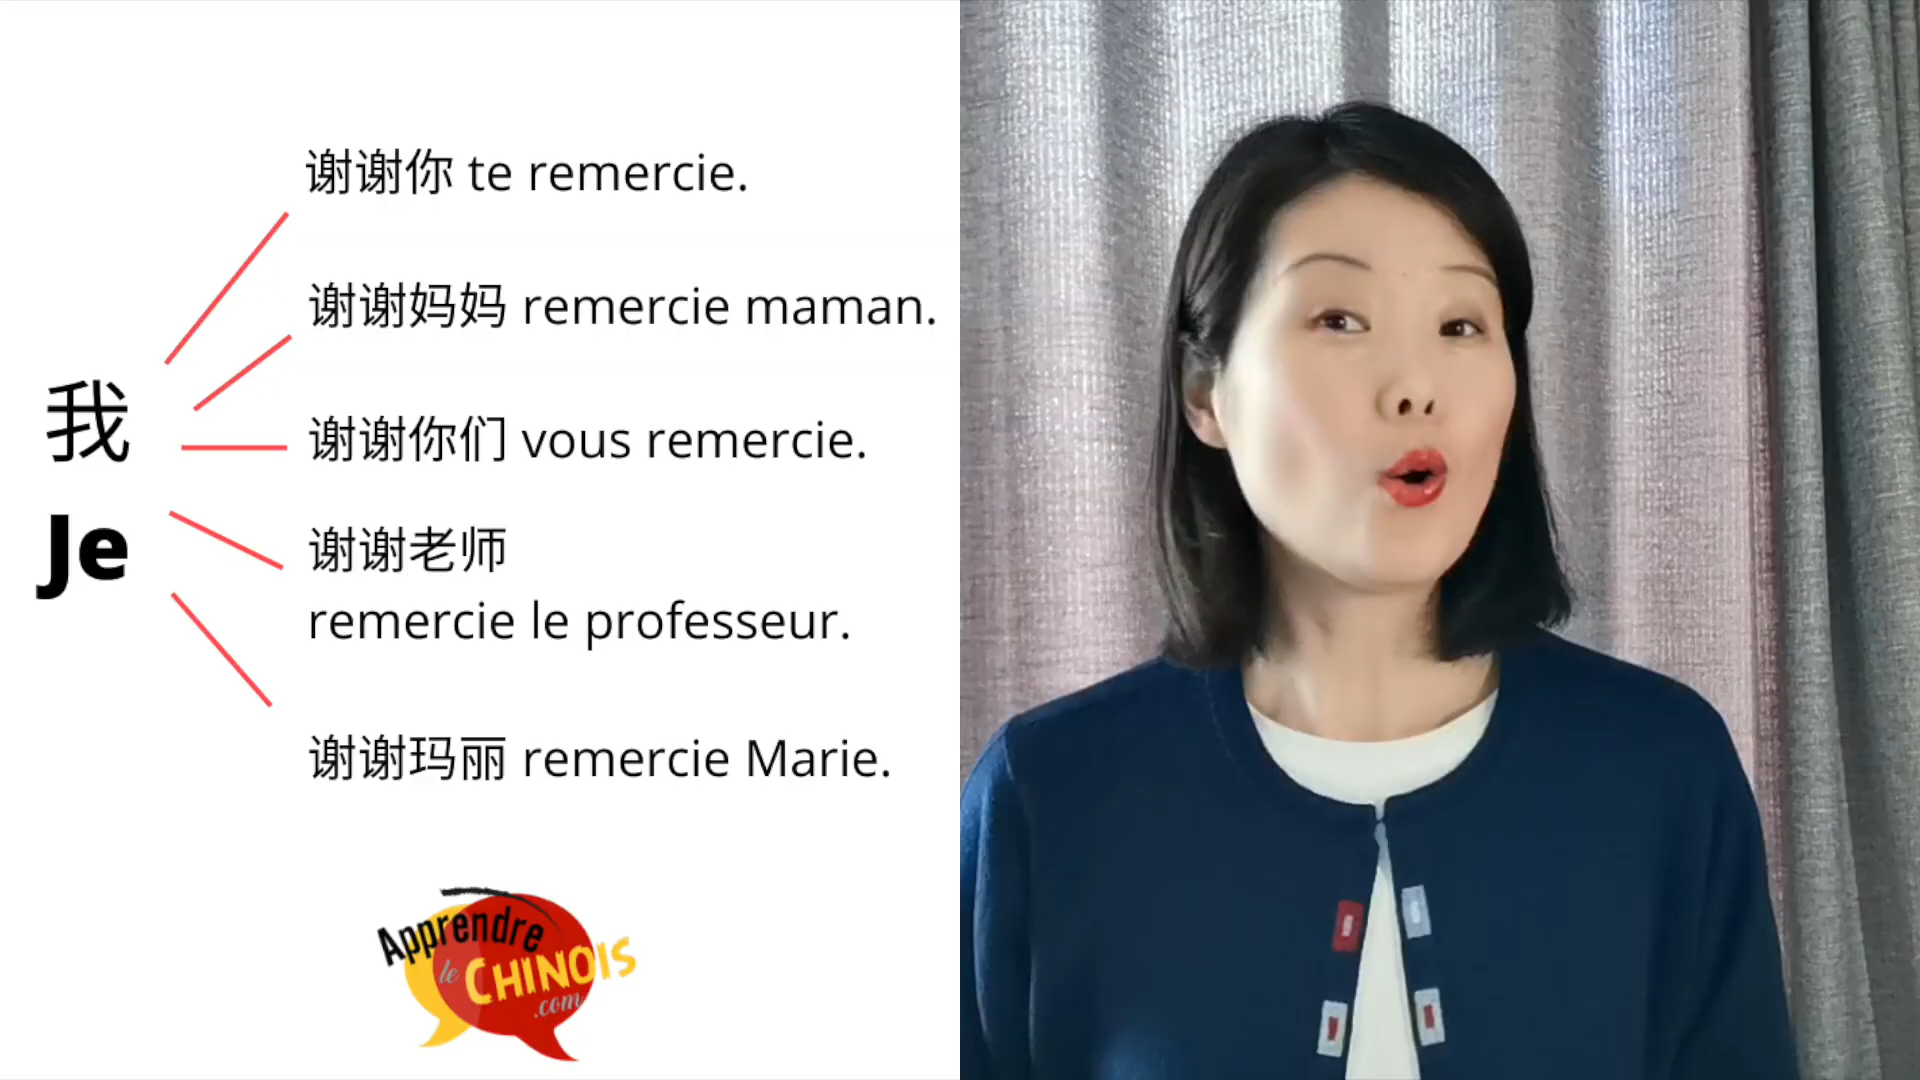 谢谢你 te remercie.
谢谢妈妈 remercie maman.
我
谢谢你们 vous remercie.
Je
谢谢老师
remercie le professeur.
谢谢玛丽 remercie Marie.
Apprendre
le CHINOIS
.com